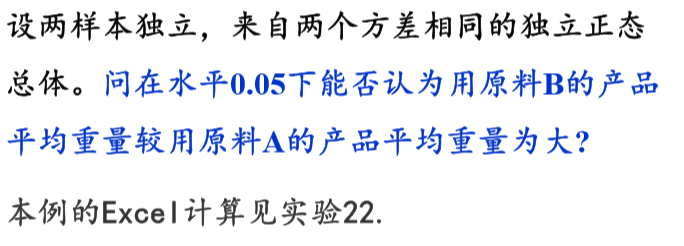 设两样本独立，来自两个方差相同的独立正态
总体。问在水平0.05下能否认为用原料B的产品
平均重量较用原料A的产品平均重量为大?
本例的Excel计算见实验22.